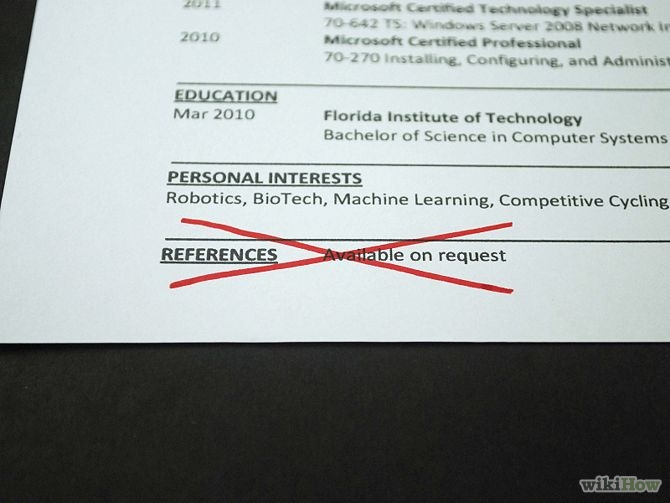 2011 Microsoft Certified Technology Specialist
70-642 TS: Windows Server 2008 Network In
2010 Microsoft Certified Professional
70-270 Installing, Configuring, and Administ
EDUCATION
Mar 2010 Florida Institute of Technology
Bachelor of Science in Computer Systems
PERSONAL INTERESTS
Robotics, BioTech, Machine Learning, Competitive Cycling,
REFERENCES Available on request
wikiHow